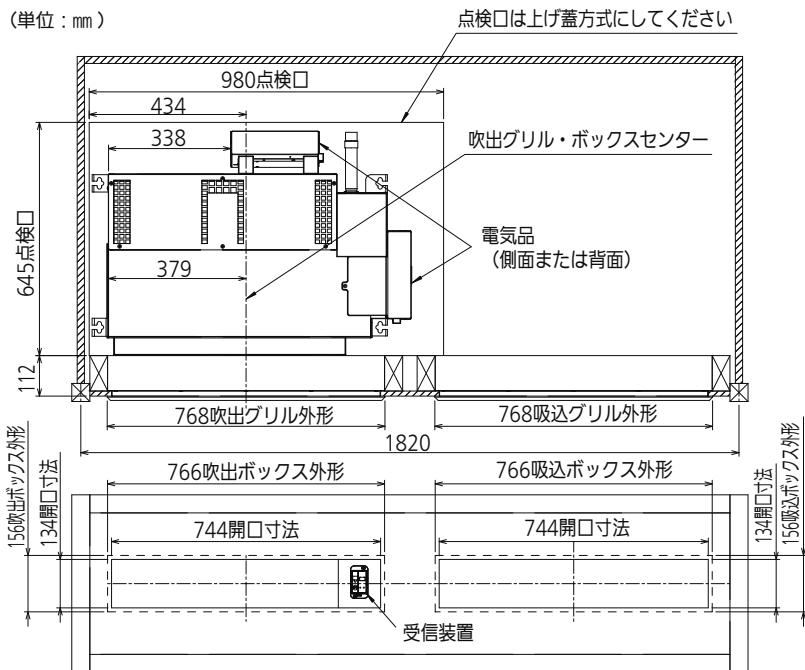 (単位：㎜)
点検口は上げ蓋方式にしてください
980点検口
434
338
吹出グリル・ボックスセンター
645点検口
電気品
(側面または背面)
379
112
768吹出グリル外形
768吸込グリル外形
1820
156吹出ボックス外形
134開口寸法
766吹出ボックス外形
766吸込ボックス外形
134開口寸法
156吸込ボックス外形
744開口寸法
744開口寸法
受信装置